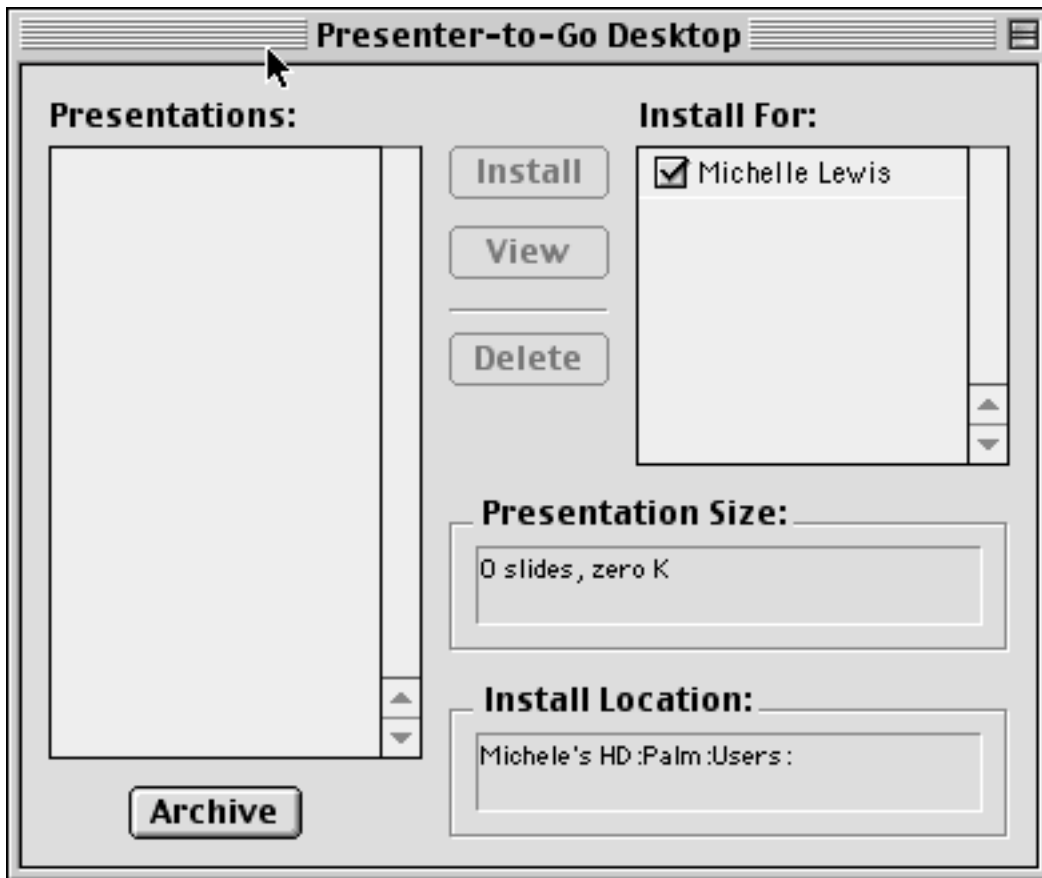 Presenter-to-Go Desktop
Presentations:
Install For:
Install
Michelle Lewis
View
Delete
Presentation Size:
0 slides, zero K
Install Location:
Michele's HD:Palm:Users:
Archive